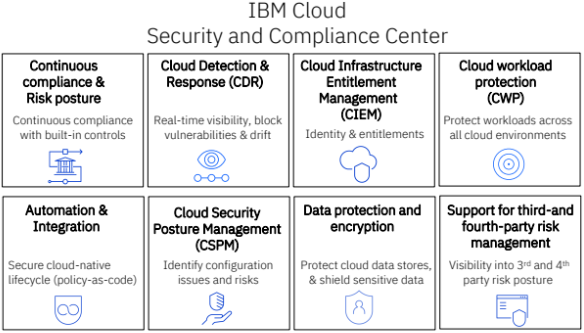 IBM Cloud
Security and Compliance Center
Continuous
compliance &
Risk posture
Continuous compliance
with built-in controls
Cloud Detection &
Response (CDR)
Real-time visibility, block
vulnerabilities & drift
Cloud Infrastructure
Entitlement
Management
(CIEM)
Identity & entitlements
Cloud workload
protection
(CWP)
Protect workloads across
all cloud environments
Automation &
Integration
Secure cloud-native
lifecycle (policy-as-code)
Cloud Security
Posture Management
(CSPM)
Identify configuration
issues and risks
Data protection and
encryption
Protect cloud data stores,
& shield sensitive data
Support for third-and
fourth-party risk
management
Visibility into 3rd and 4th
party risk posture